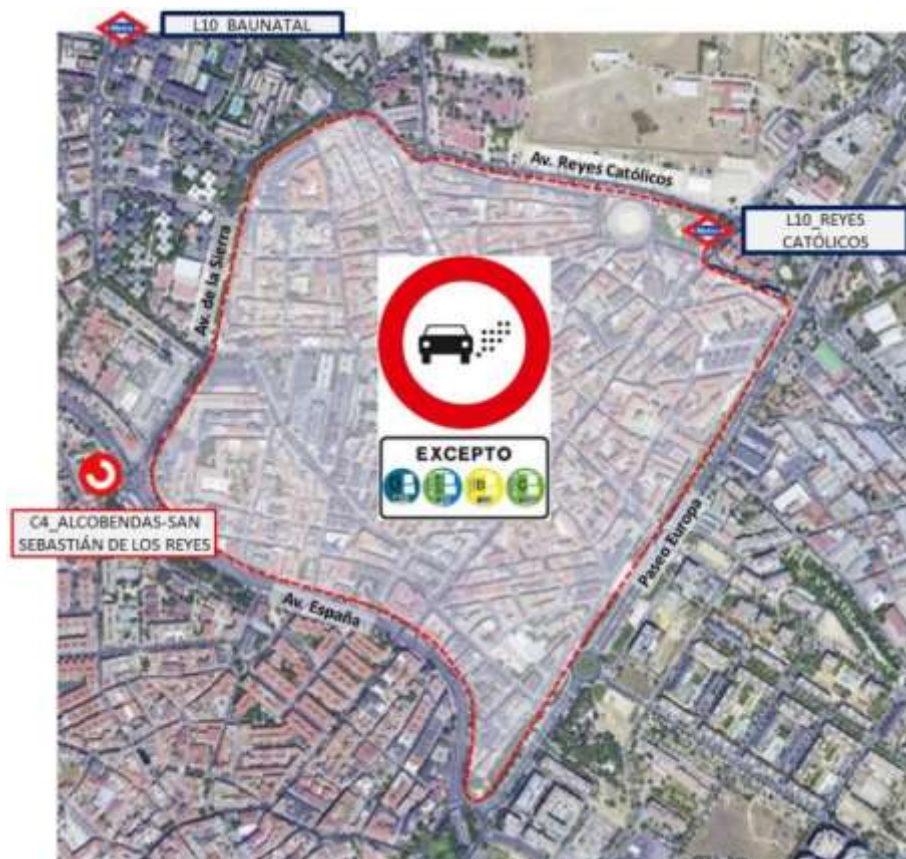 L10_BAUNATAL
Av. Reyes Católicos
L10_REYES
CATÓLICOS
Av. de la Sierra
EXCEPTO
B
C4_ALCOBENDAS-SAN
SEBASTIÁN DE LOS REYES
Paseo Europa
Av. España